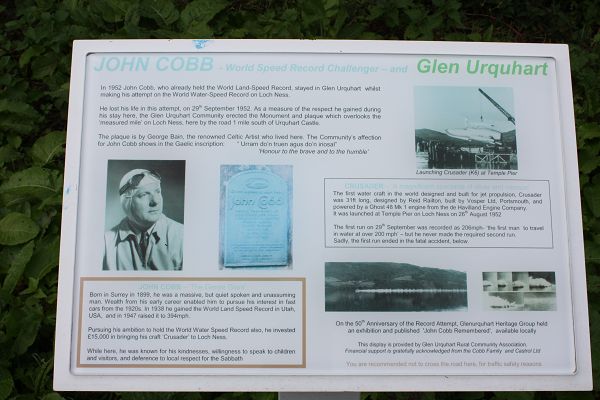 JOHN COBB - World Speed Record Challenger – and Glen Urquhart
In 1952 John Cobb, who already held the World Land-Speed Record, stayed in Glen Urquhart whilst
making his attempt on the World Water-Speed Record on Loch Ness.
He lost his life in this attempt, on 29th September 1952. As a measure of the respect he gained during
his stay here, the Glen Urquhart Community erected the Monument and plaque which overlooks the
'measured mile' on Loch Ness, here by the road 1 mile south of Urquhart Castle.
The plaque is by George Bain, the renowned Celtic Artist who lived here. The Community's affection
for John Cobb shows in the Gaelic inscription: ' Urram do'n truen agus do'n iriosal'
'Honour to the brave and to the humble'
Launching Crusader (K6) at Temple Pier
John Cobb
CRUSADER –
The first water craft in the world designed and built for jet propulsion, Crusader
was 31ft long, designed by Reid Railton, built by Vosper Ltd, Portsmouth, and
powered by a Ghost 48 Mk 1 engine from the de Havilland Engine Company.
It was launched at Temple Pier on Loch Ness on 26th August 1952
The first run on 29th September was recorded as 206mph- 'the first man to travel
in water at over 200 mph' – but he never made the required second run.
Sadly, the first run ended in the fatal accident, below.
JOHN COBB – 'The Gentle Giant'
Born in Surrey in 1899, he was a massive, but quiet spoken and unassuming
man. Wealth from his early career enabled him to pursue his interest in fast
cars from the 1920s. In 1938 he gained the World Land Speed Record in Utah,
USA, and in 1947 raised it to 394mph.
Pursuing his ambition to hold the World Water Speed Record also, he invested
£15,000 in bringing his craft 'Crusader' to Loch Ness.
While here, he was known for his kindnesses, willingness to speak to children
and visitors, and deference to local respect for the Sabbath
On the 50th Anniversary of the Record Attempt, Glenurquhart Heritage Group held
an exhibition and published 'John Cobb Remembered', available locally
This display is provided by Glen Urquhart Rural Community Association.
Financial support is gratefully acknowledged from the Cobb Family and Castrol Ltd
You are recommended not to cross the road here, for traffic safety reasons